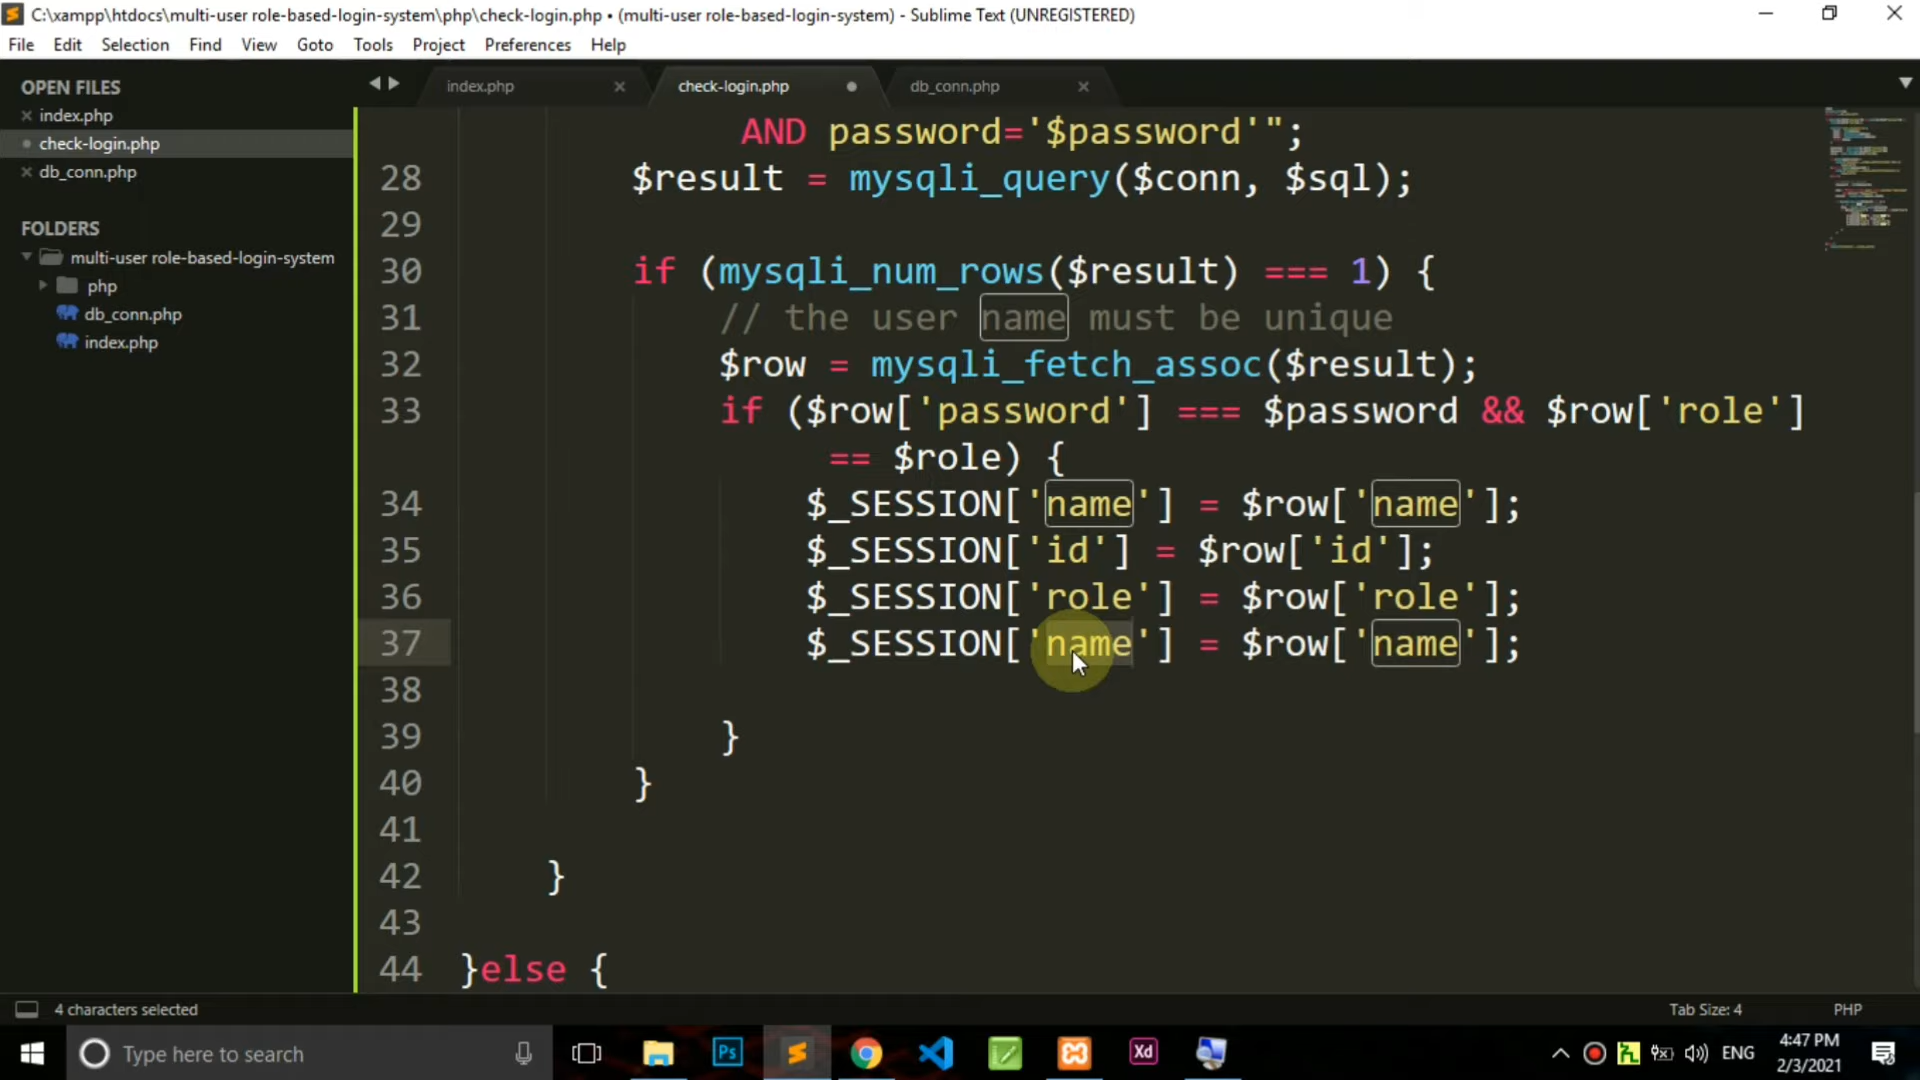 C:\xampp\htdocs\multi-user role-based-login-system\php\check-login.php • (multi-user role-based-login-system) - Sublime Text (UNREGISTERED)
File Edit Selection Find View Goto Tools Project Preferences Help
OPEN FILES
index.php
check-login.php
db_conn.php
FOLDERS
multi-user role-based-login-system
php
db_conn.php
index.php
index.php check-login.php db_conn.php
AND password='$password'";
28 $result = mysqli_query($conn, $sql);
29
30 if (mysqli_num_rows($result) === 1) {
31 // the user name must be unique
32 $row = mysqli_fetch_assoc($result);
33 if ($row['password'] === $password && $row['role']
== $role) {
34 $_SESSION['name'] = $row['name'];
35 $_SESSION['id'] = $row['id'];
36 $_SESSION['role'] = $row['role'];
37 $_SESSION['name'] = $row['name'];
38
39 }
40 }
41
42 }
43
44 }else {
4 characters selected
Tab Size: 4 PHP
Type here to search
Ps
Xd
ENG
4:47 PM
2/3/2021